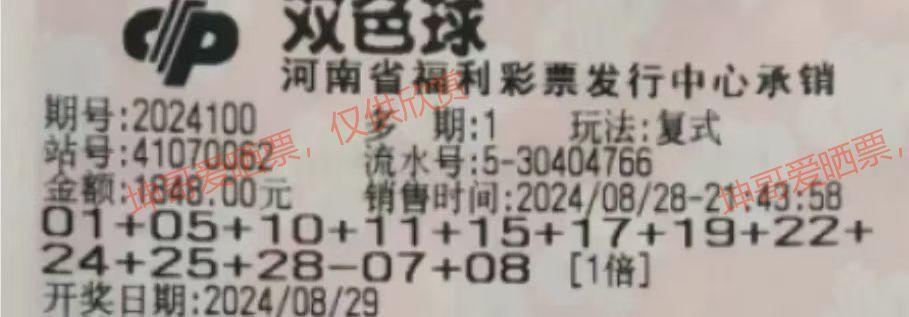 双色球
河南省福利彩票发行中心承销
期号:2024100 多 期:1 玩法:复式
站号:41070062 流水号:5-30404766
金额:1848.00元 销售时间:2024/08/28-21:43:58
01+05+10+11+15+17+19+22+
24+25+28-07+08 [1倍]
开奖日期:2024/08/29
坤哥爱晒票,仅供欣赏
坤哥爱晒票,